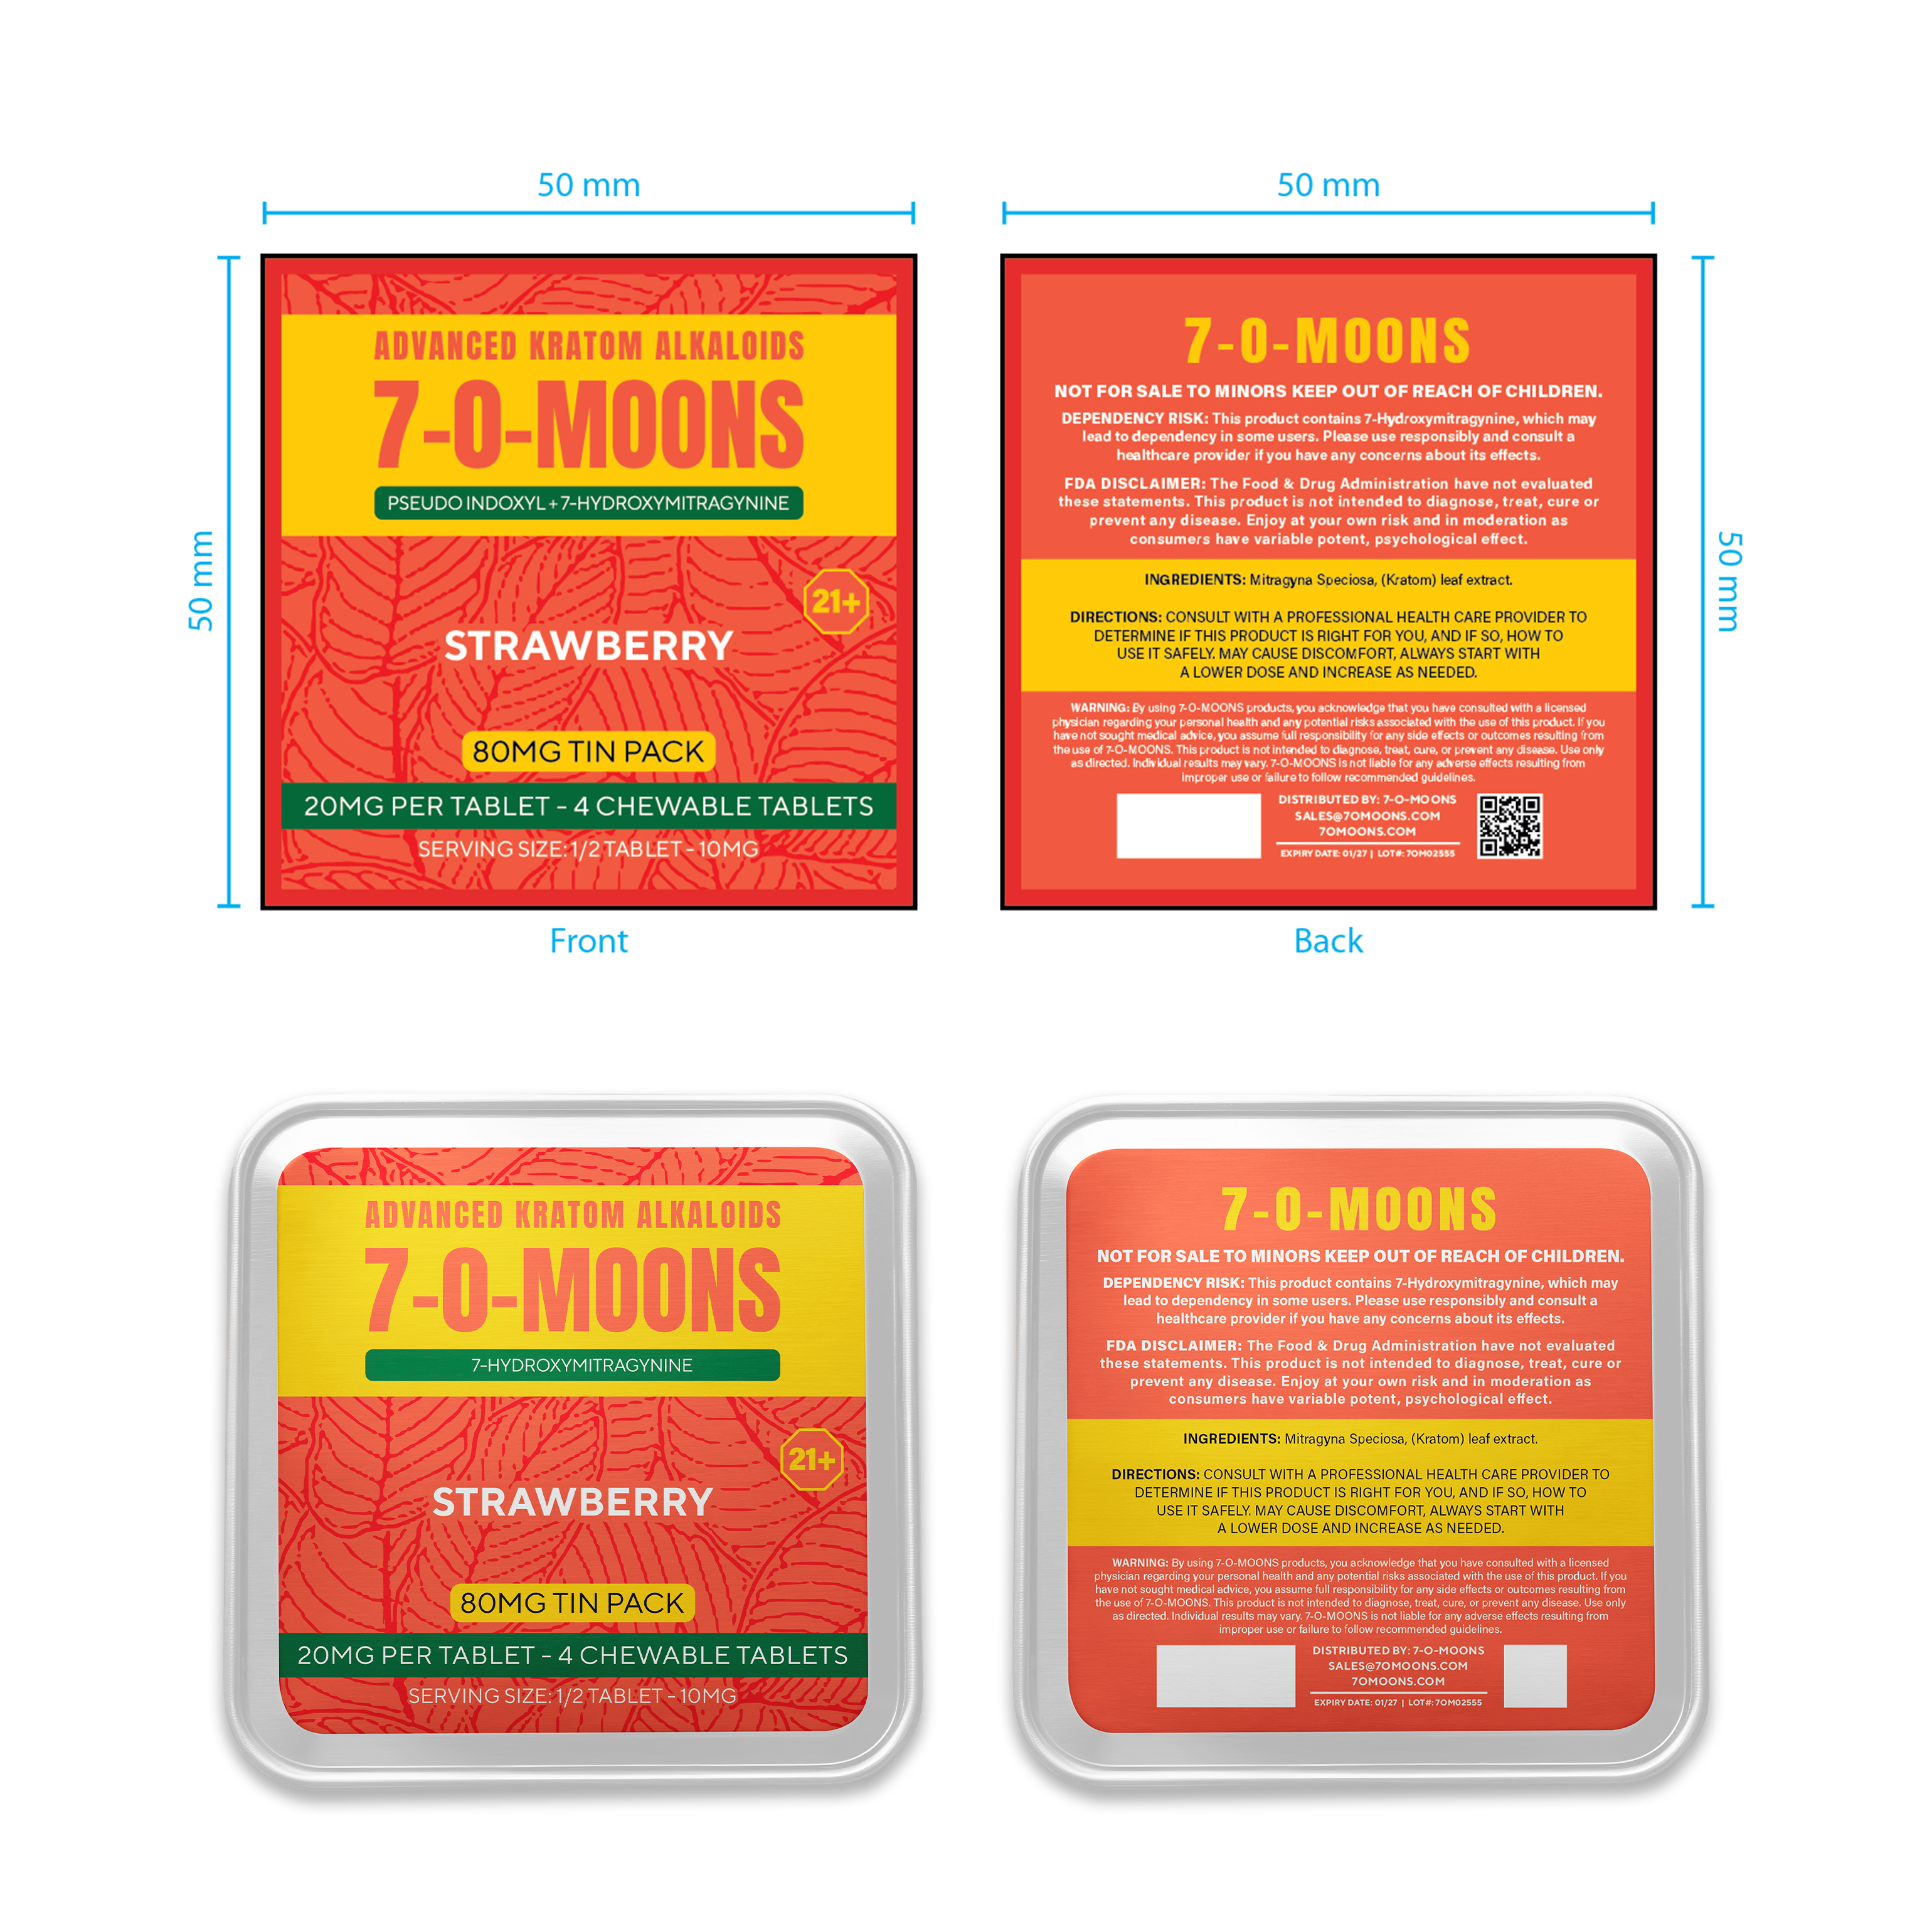 50 mm
50 mm
50 mm
ADVANCED KRATOM ALKALOIDS
7-O-MOONS
PSEUDO INDOXYL + 7-HYDROXYMITRAGYNINE
21+
STRAWBERRY
80MG TIN PACK
20MG PER TABLET - 4 CHEWABLE TABLETS
SERVING SIZE: 1/2 TABLET - 10MG
Front
7-O-MOONS
NOT FOR SALE TO MINORS KEEP OUT OF REACH OF CHILDREN.
DEPENDENCY RISK: This product contains 7-Hydroxymitragynine, which may
lead to dependency in some users. Please use responsibly and consult a
healthcare provider if you have any concerns about its effects.
FDA DISCLAIMER: The Food & Drug Administration have not evaluated
these statements. This product is not intended to diagnose, treat, cure or
prevent any disease. Enjoy at your own risk and in moderation as
consumers have variable potent, psychological effect.
INGREDIENTS: Mitragyna Speciosa, (Kratom) leaf extract.
DIRECTIONS: CONSULT WITH A PROFESSIONAL HEALTH CARE PROVIDER TO
DETERMINE IF THIS PRODUCT IS RIGHT FOR YOU, AND IF SO, HOW TO
USE IT SAFELY. MAY CAUSE DISCOMFORT, ALWAYS START WITH
A LOWER DOSE AND INCREASE AS NEEDED.
WARNING: By using 7-O-MOONS products, you acknowledge that you have consulted with a licensed
physician regarding your personal health and any potential risks associated with the use of this product. If you
have not sought medical advice, you assume full responsibility for any side effects or outcomes resulting from
the use of 7-O-MOONS. This product is not intended to diagnose, treat, cure, or prevent any disease. Use only
as directed. Individual results may vary. 7-O-MOONS is not liable for any adverse effects resulting from
improper use or failure to follow recommended guidelines.
DISTRIBUTED BY: 7-O-MOONS
SALES@7OMOONS.COM
7OMOONS.COM
EXPIRY DATE: 01/27 | LOT#: 7OM02555
50 mm
Back
ADVANCED KRATOM ALKALOIDS
7-O-MOONS
7-HYDROXYMITRAGYNINE
21+
STRAWBERRY
80MG TIN PACK
20MG PER TABLET - 4 CHEWABLE TABLETS
SERVING SIZE: 1/2 TABLET - 10MG
7-O-MOONS
NOT FOR SALE TO MINORS KEEP OUT OF REACH OF CHILDREN.
DEPENDENCY RISK: This product contains 7-Hydroxymitragynine, which may
lead to dependency in some users. Please use responsibly and consult a
healthcare provider if you have any concerns about its effects.
FDA DISCLAIMER: The Food & Drug Administration have not evaluated
these statements. This product is not intended to diagnose, treat, cure or
prevent any disease. Enjoy at your own risk and in moderation as
consumers have variable potent, psychological effect.
INGREDIENTS: Mitragyna Speciosa, (Kratom) leaf extract.
DIRECTIONS: CONSULT WITH A PROFESSIONAL HEALTH CARE PROVIDER TO
DETERMINE IF THIS PRODUCT IS RIGHT FOR YOU, AND IF SO, HOW TO
USE IT SAFELY. MAY CAUSE DISCOMFORT, ALWAYS START WITH
A LOWER DOSE AND INCREASE AS NEEDED.
WARNING: By using 7-O-MOONS products, you acknowledge that you have consulted with a licensed
physician regarding your personal health and any potential risks associated with the use of this product. If you
have not sought medical advice, you assume full responsibility for any side effects or outcomes resulting from
the use of 7-O-MOONS. This product is not intended to diagnose, treat, cure, or prevent any disease. Use only
as directed. Individual results may vary. 7-O-MOONS is not liable for any adverse effects resulting from
improper use or failure to follow recommended guidelines.
DISTRIBUTED BY: 7-O-MOONS
SALES@7OMOONS.COM
7OMOONS.COM
EXPIRY DATE: 01/27 | LOT#: 7OM02555